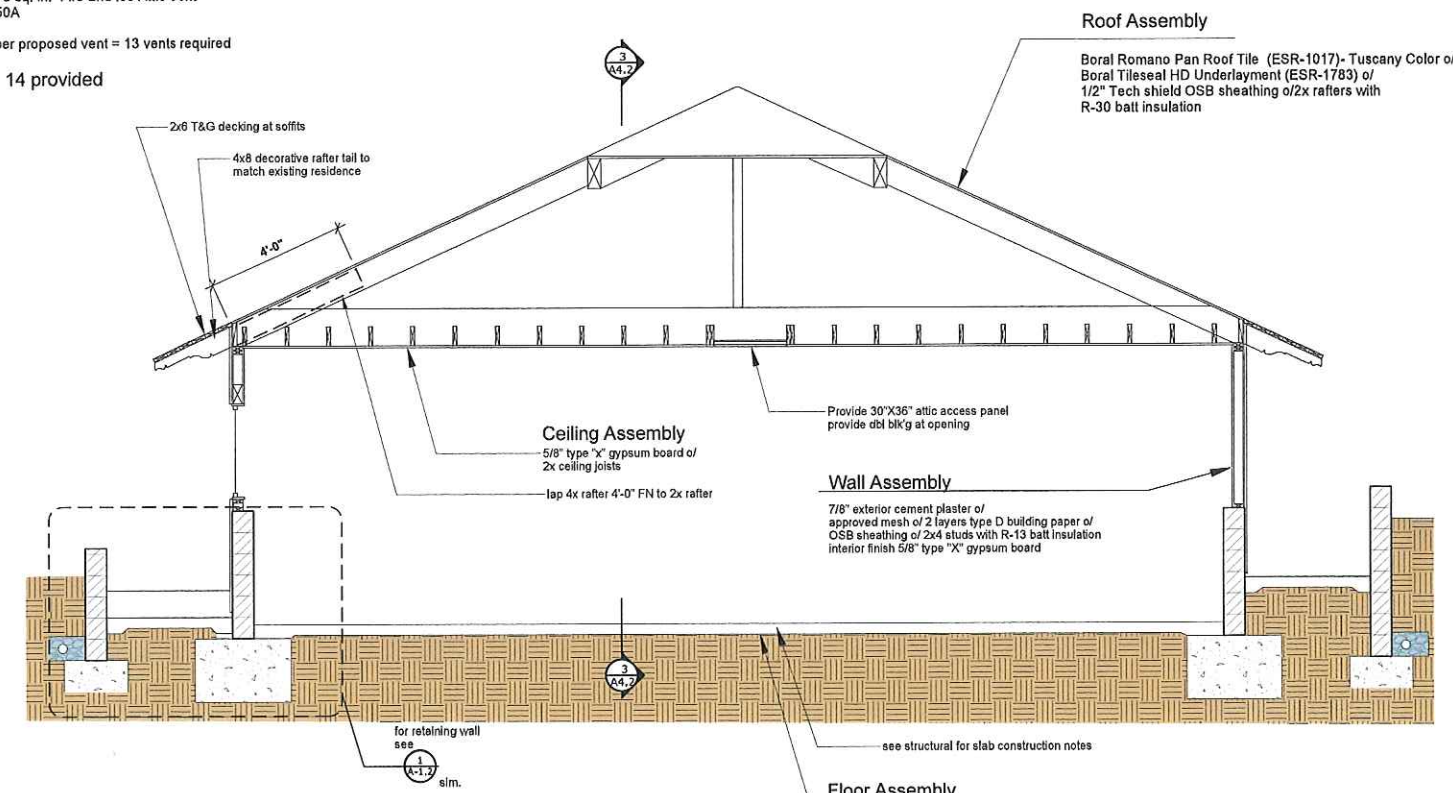 50A
per proposed vent = 13 vents required
14 provided
Roof Assembly
Boral Romano Pan Roof Tile (ESR-1017)- Tuscany Color o/
Boral Tileseal HD Underlayment (ESR-1783) o/
1/2" Tech shield OSB sheathing o/2x rafters with
R-30 batt insulation
3
A4.2
2x6 T&G decking at soffits
4x8 decorative rafter tail to
match existing residence
4'-0"
Provide 30"X36" attic access panel
provide dbl blk'g at opening
Ceiling Assembly
5/8" type "x" gypsum board o/
2x ceiling joists
lap 4x rafter 4'-0" FN to 2x rafter
Wall Assembly
7/8" exterior cement plaster o/
approved mesh o/ 2 layers type D building paper o/
OSB sheathing o/ 2x4 studs with R-13 batt Insulation
interior finish 5/8" type "X" gypsum board
3
A4.2
for retaining wall
see
1
A-1.2
sim.
see structural for slab construction notes
Floor Assembly